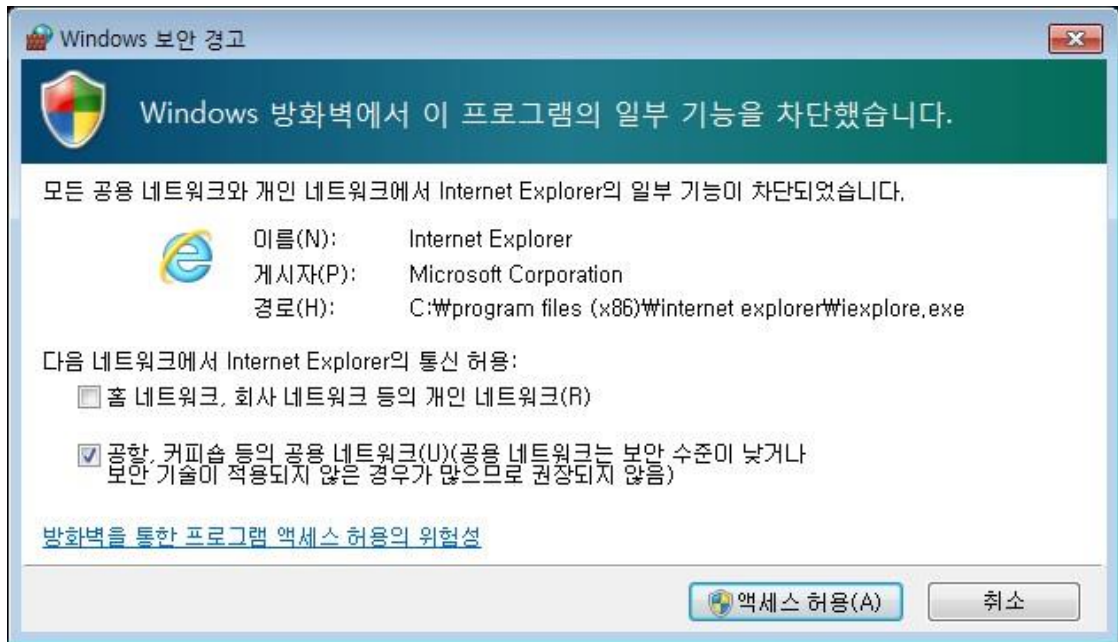 Windows 보안 경고
Windows 방화벽에서 이 프로그램의 일부 기능을 차단했습니다.
모든 공용 네트워크와 개인 네트워크에서 Internet Explorer의 일부 기능이 차단되었습니다.
이름(N): Internet Explorer
게시자(P): Microsoft Corporation
경로(H): C:₩program files (x86)₩internet explorer₩iexplore.exe
다음 네트워크에서 Internet Explorer의 통신 허용:
홈 네트워크, 회사 네트워크 등의 개인 네트워크(R)
공항, 커피숍 등의 공용 네트워크(U)(공용 네트워크는 보안 수준이 낮거나
보안 기술이 적용되지 않은 경우가 많으므로 권장되지 않음)
방화벽을 통한 프로그램 액세스 허용의 위험성
액세스 허용(A) 취소